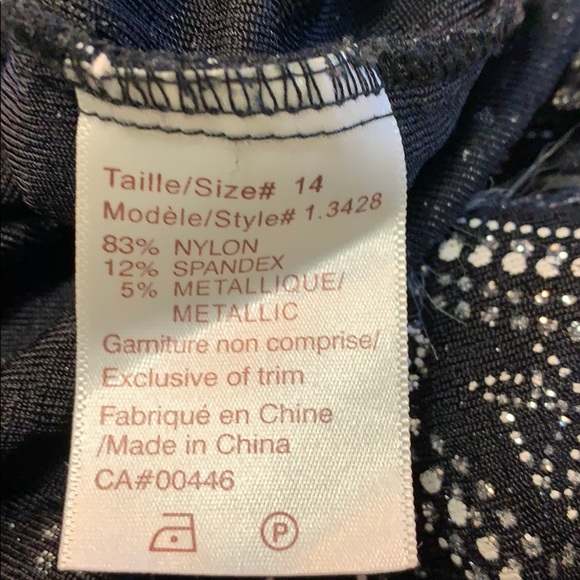 Taille/Size# 14
Modèle/Style# 1.3428
83% NYLON
12% SPANDEX
5% METALLIQUE/
METALLIC
Garniture non comprise/
Exclusive of trim
Fabriqué en Chine
/Made in China
CA#00446
P